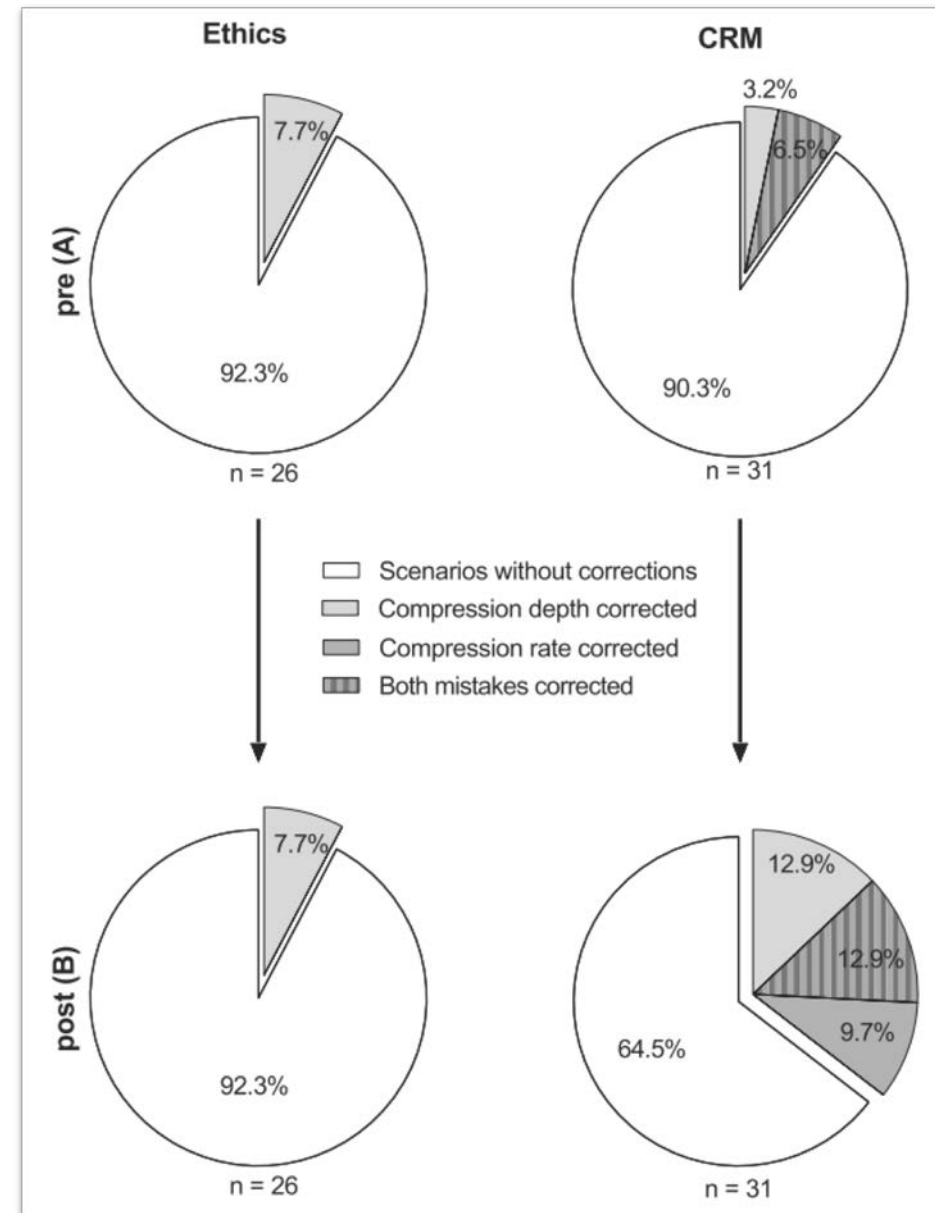 Ethics
CRM
pre (A)
7.7%
92.3%
n = 26
3.2%
6.5%
90.3%
n = 31
Scenarios without corrections
Compression depth corrected
Compression rate corrected
Both mistakes corrected
post (B)
7.7%
92.3%
n = 26
12.9%
12.9%
9.7%
64.5%
n = 31